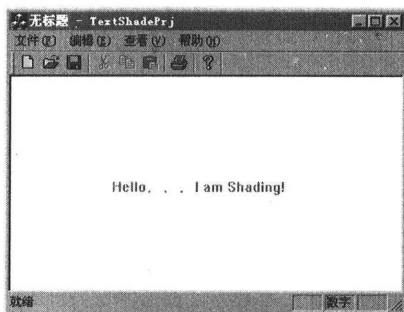 无标题 - TextShadePrj
文件(F) 编辑(E) 查看(V) 帮助(H)
Hello, . . I am Shading!
就绪 数字